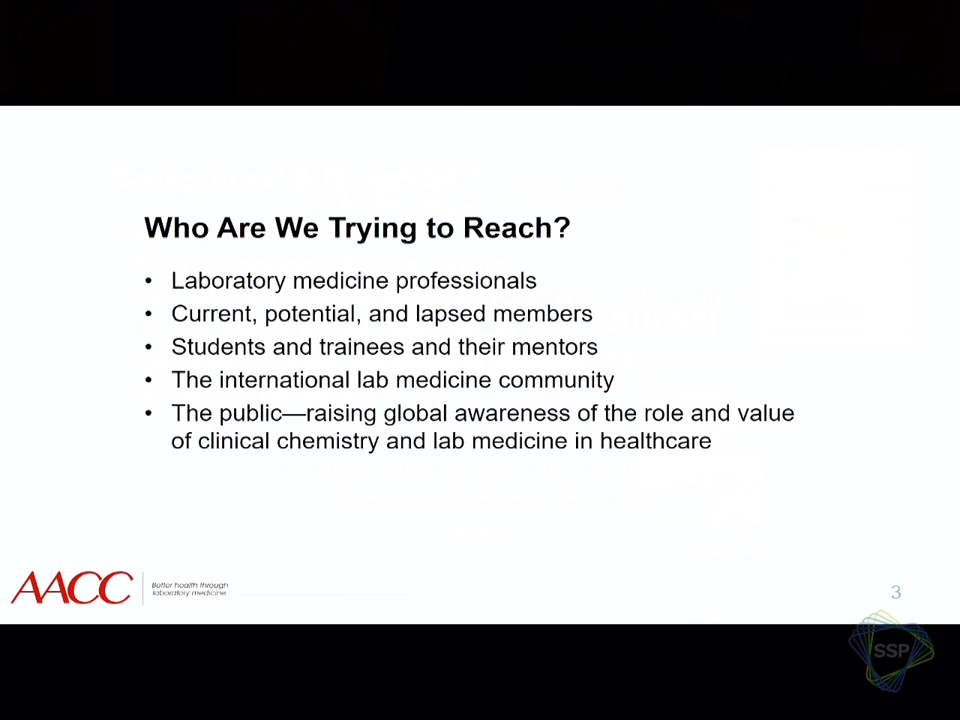 Who Are We Trying to Reach?
• Laboratory medicine professionals
• Current, potential, and lapsed members
• Students and trainees and their mentors
• The international lab medicine community
• The public—raising global awareness of the role and value
of clinical chemistry and lab medicine in healthcare
AACC
Better health through
laboratory medicine.
3
SSP